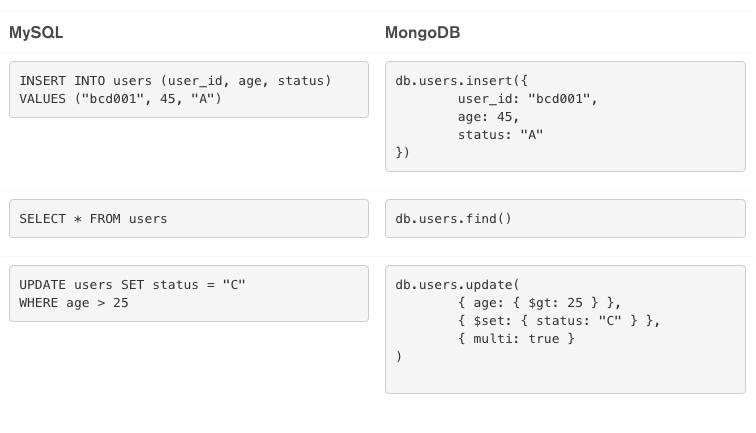 MySQL
MongoDB
INSERT INTO users (user_id, age, status)
VALUES ("bcd001", 45, "A")
db.users.insert({
user_id: "bcd001",
age: 45,
status: "A"
})
SELECT * FROM users
db.users.find()
UPDATE users SET status = "C"
WHERE age > 25
db.users.update(
{ age: { $gt: 25 } },
{ $set: { status: "C" } },
{ multi: true }
)